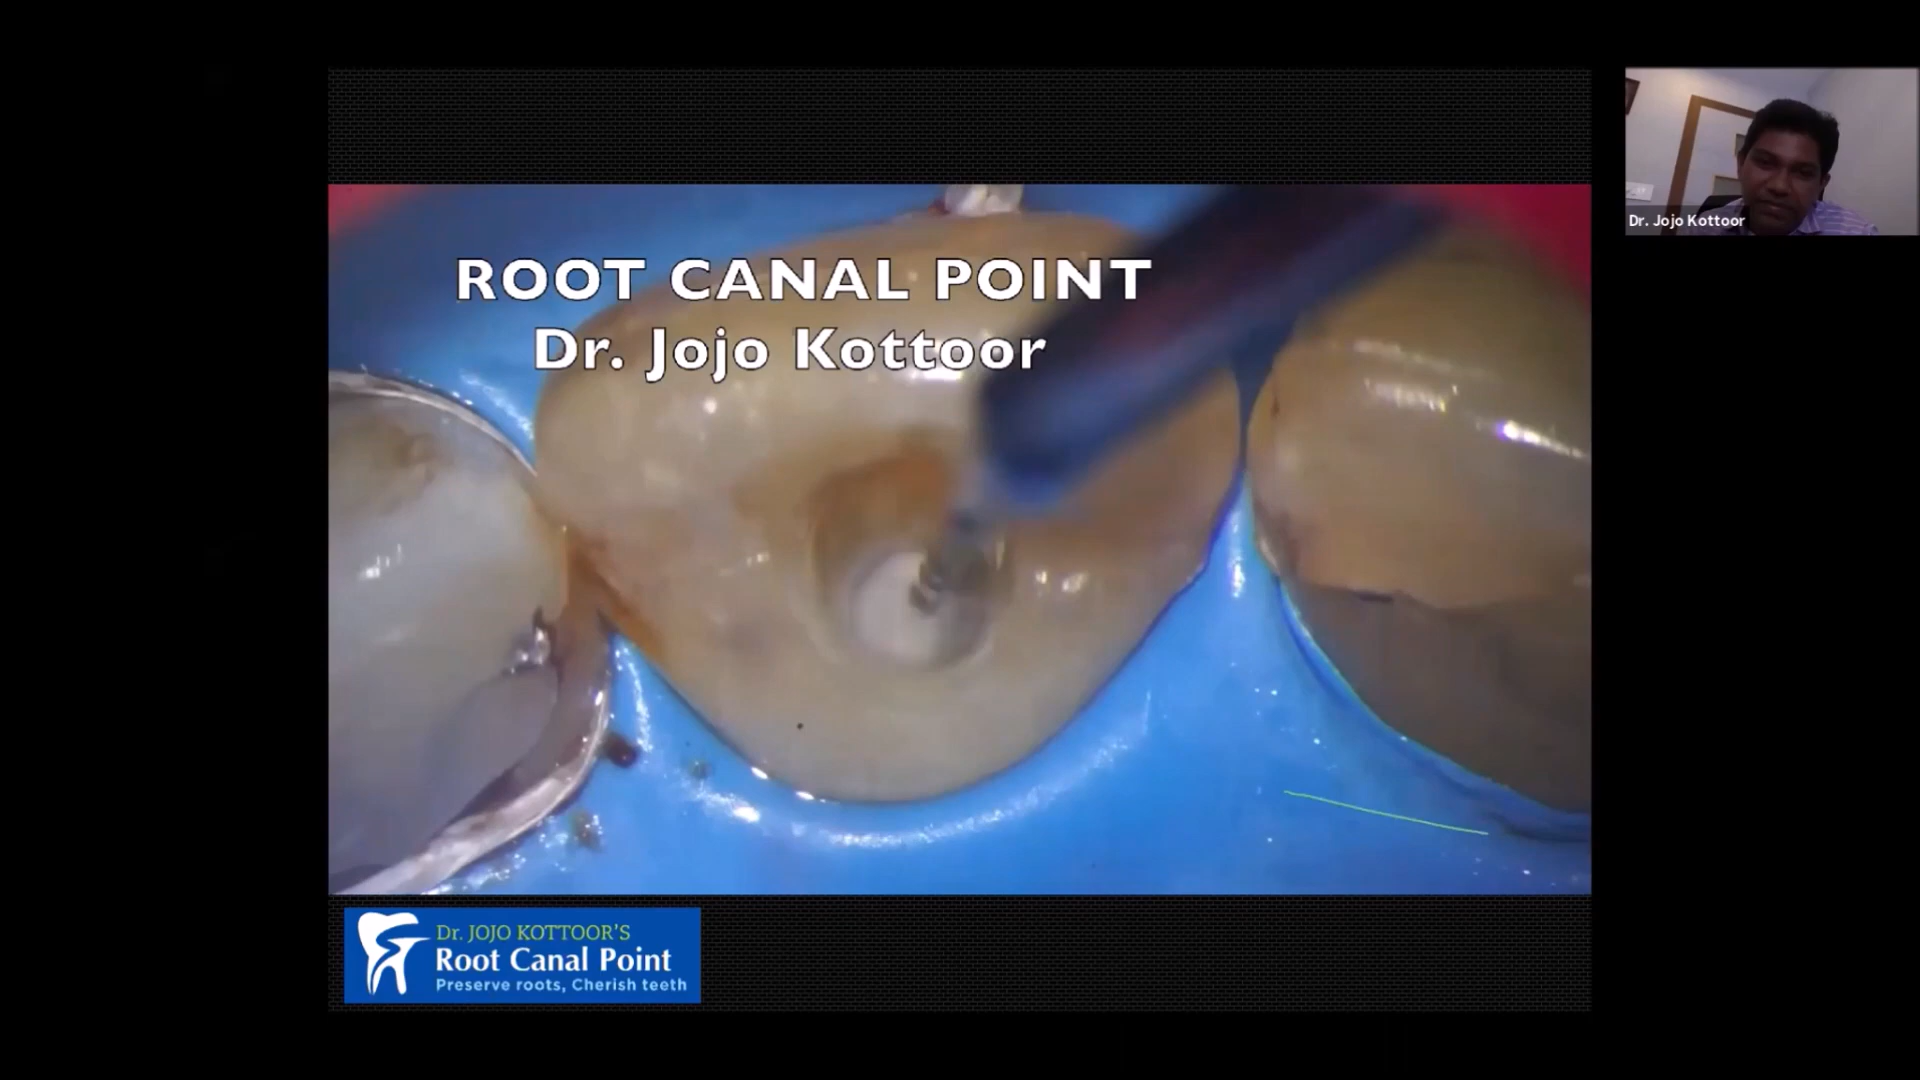 ROOT CANAL POINT
Dr. Jojo Kottoor
Dr. Jojo Kottoor
Dr. JOJO KOTTOOR'S
Root Canal Point
Preserve roots, Cherish teeth